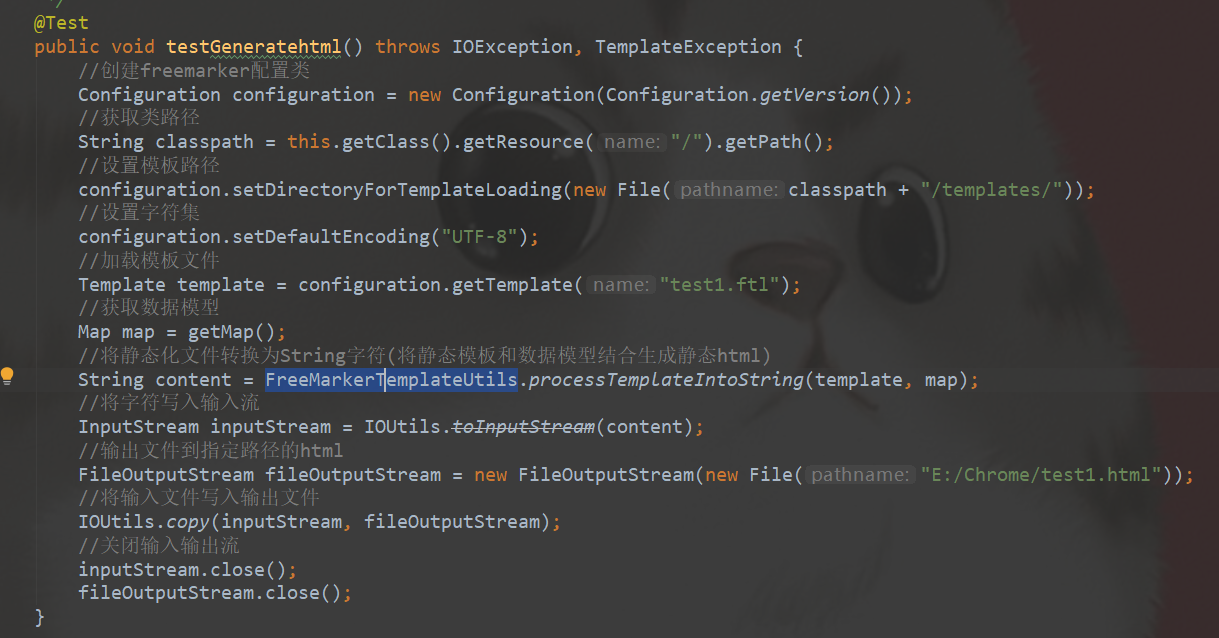 */
@Test
public void testGeneratehtml() throws IOException, TemplateException {
//创建freemarker配置类
Configuration configuration = new Configuration(Configuration.getVersion());
//获取类路径
String classpath = this.getClass().getResource( name: "/").getPath();
//设置模板路径
configuration.setDirectoryForTemplateLoading(new File( pathname: classpath + "/templates/"));
//设置字符集
configuration.setDefaultEncoding("UTF-8");
//加载模板文件
Template template = configuration.getTemplate( name: "test1.ftl");
//获取数据模型
Map map = getMap();
//将静态化文件转换为String字符(将静态模板和数据模型结合生成静态html)
String content = FreeMarkerTemplateUtils.processTemplateIntoString(template, map);
//将字符写入输入流
InputStream inputStream = IOUtils.toInputStream(content);
//输出文件到指定路径的html
FileOutputStream fileOutputStream = new FileOutputStream(new File( pathname: "E:/Chrome/test1.html"));
//将输入文件写入输出文件
IOUtils.copy(inputStream, fileOutputStream);
//关闭输入输出流
inputStream.close();
fileOutputStream.close();
}